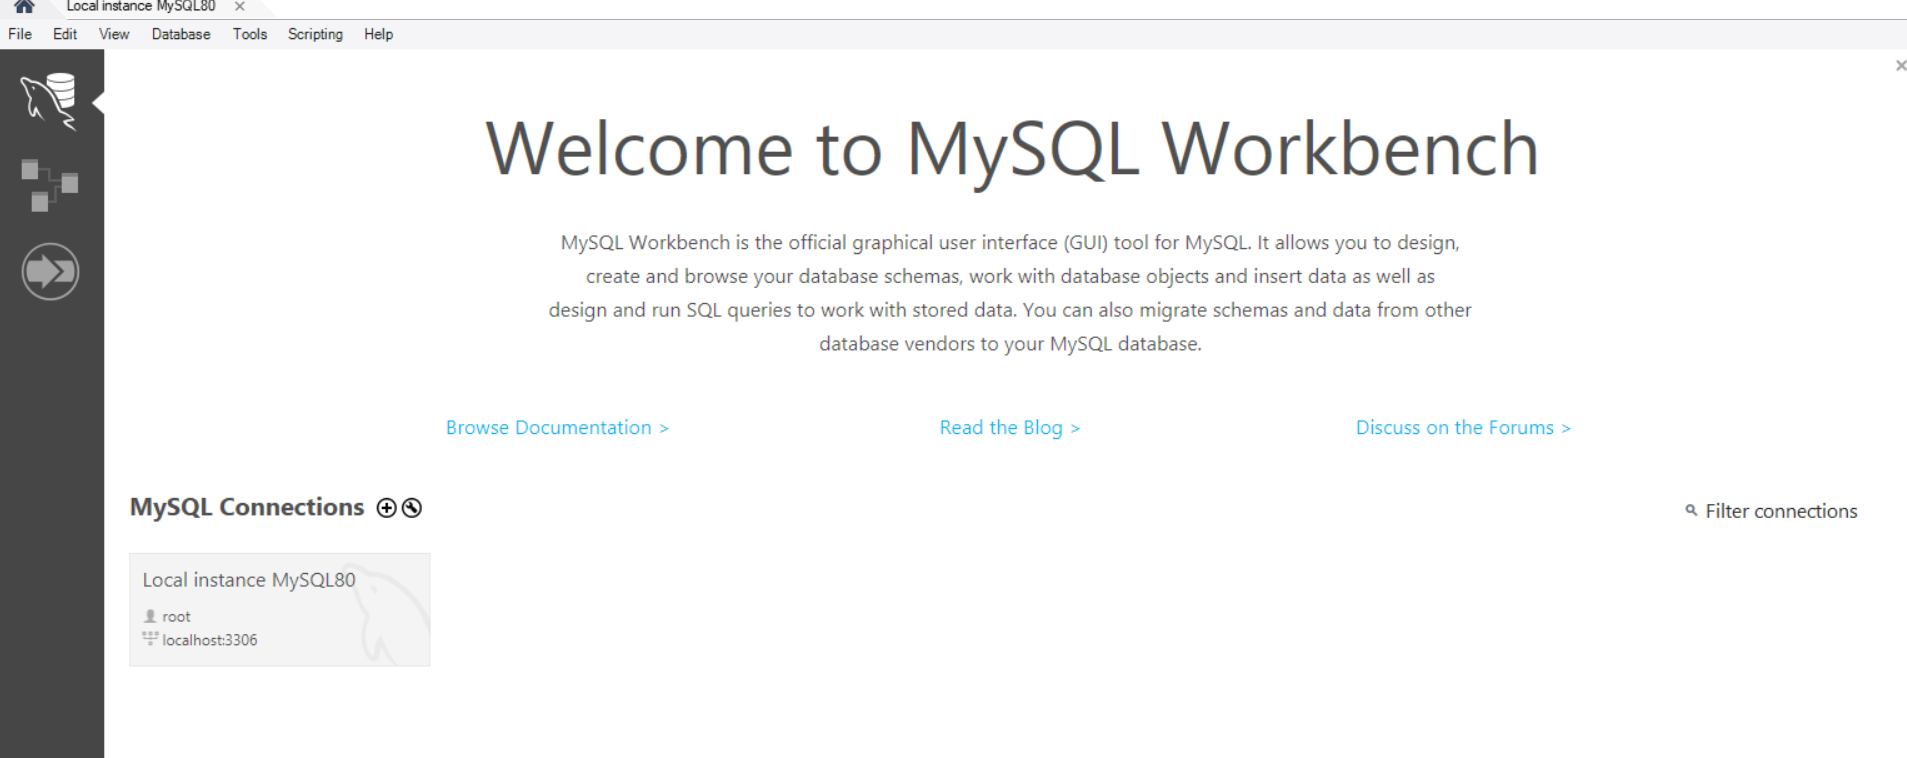 Local instance MySQL80
File Edit View Database Tools Scripting Help
Welcome to MySQL Workbench
MySQL Workbench is the official graphical user interface (GUI) tool for MySQL. It allows you to design,
create and browse your database schemas, work with database objects and insert data as well as
design and run SQL queries to work with stored data. You can also migrate schemas and data from other
database vendors to your MySQL database.
Browse Documentation > Read the Blog > Discuss on the Forums >
MySQL Connections Filter connections
Local instance MySQL80
root
localhost:3306